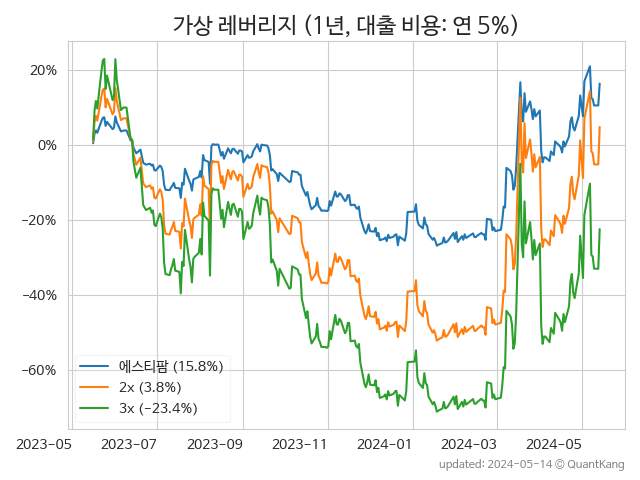 가상 레버리지 (1년, 대출 비용: 연 5%)
20%
0%
−20%
−40%
−60%
에스티팜 (15.8%)
2x (3.8%)
3x (−23.4%)
2023-05 2023-07 2023-09 2023-11 2024-01 2024-03 2024-05
updated: 2024-05-14 © QuantKang